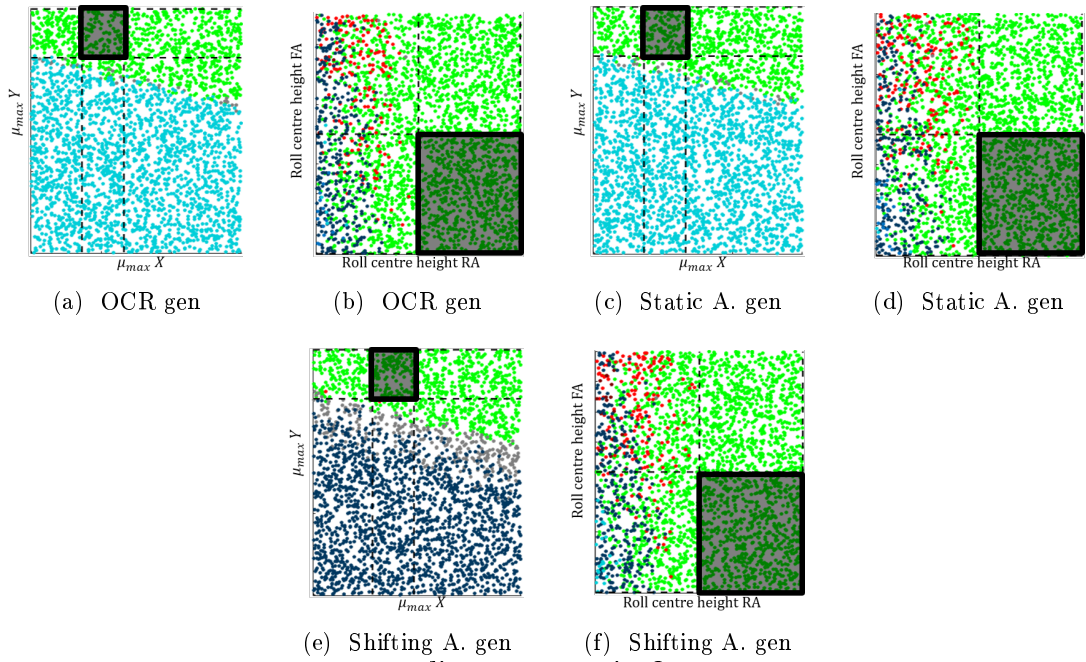 μmax Y
μmax X
(a) OCR gen
Roll centre height FA
Roll centre height RA
(b) OCR gen
μmax Y
μmax X
(c) Static A. gen
Roll centre height FA
Roll centre height RA
(d) Static A. gen
μmax Y
μmax X
(e) Shifting A. gen
Roll centre height FA
Roll centre height RA
(f) Shifting A. gen